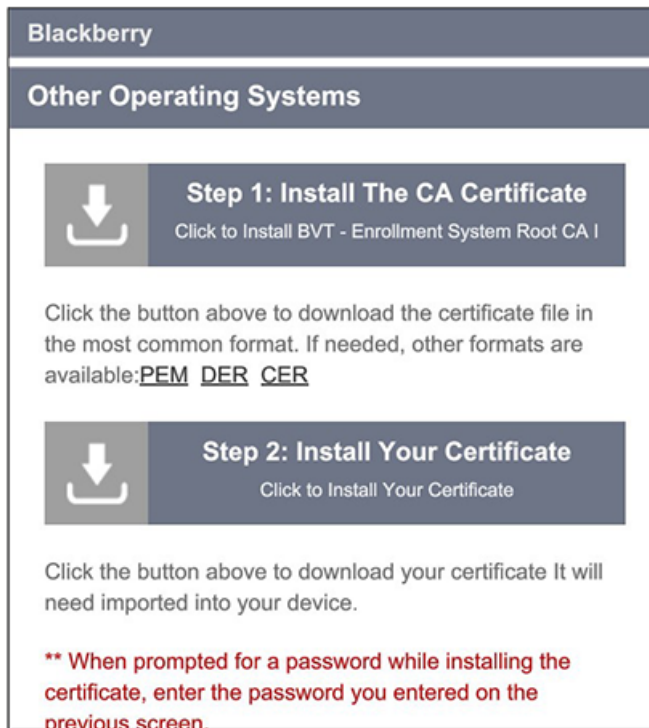 Blackberry
Other Operating Systems
Step 1: Install The CA Certificate
Click to Install BVT - Enrollment System Root CA I
Click the button above to download the certificate file in
the most common format. If needed, other formats are
available:PEM DER CER
Step 2: Install Your Certificate
Click to Install Your Certificate
Click the button above to download your certificate It will
need imported into your device.
** When prompted for a password while installing the
certificate, enter the password you entered on the
previous screen.